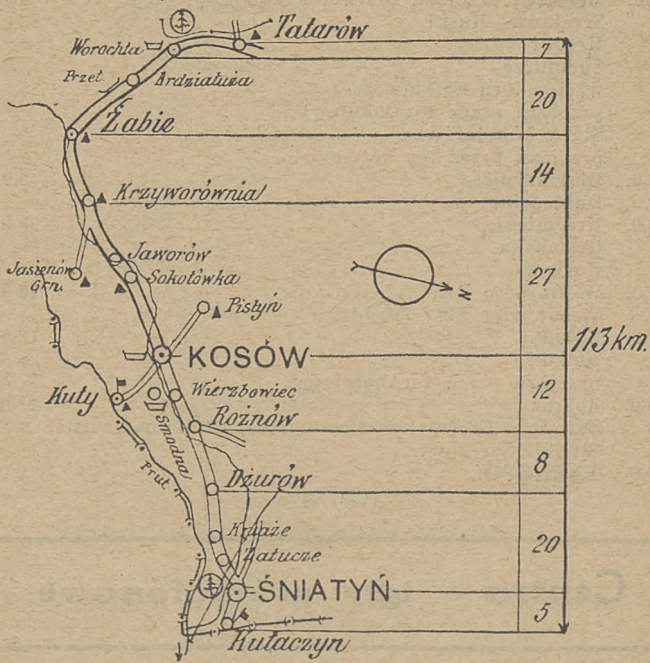 Tatarów
Worochta
7
Przeł.
Ardziałuża
20
Żabie
14
Krzyworównia
Jaworów
Jasienów
Grn.
Sokołówka
27
N
Pistyń
113 km.
KOSÓW
Kuty
Wierzbowiec
12
Smodna
Rożnów
Prut
8
Dżurów
Kniaże
20
Załucze
ŚNIATYŃ
5
Kułaczyn